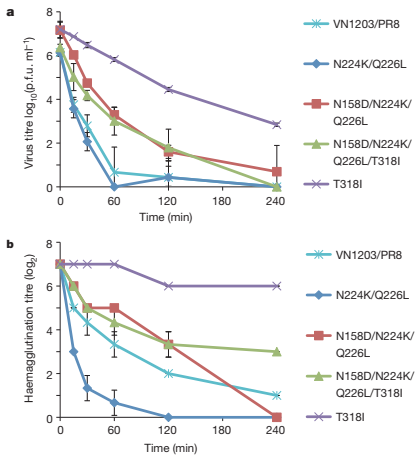 a
Virus titre log10(p.f.u. ml−1)
8
6
4
2
0
0 60 120 180 240
Time (min)
VN1203/PR8
N224K/Q226L
N158D/N224K/
Q226L
N158D/N224K/
Q226L/T318I
T318I
b
Haemagglutination titre (log2)
8
6
4
2
0
0 60 120 180 240
Time (min)
VN1203/PR8
N224K/Q226L
N158D/N224K/
Q226L
N158D/N224K/
Q226L/T318I
T318I